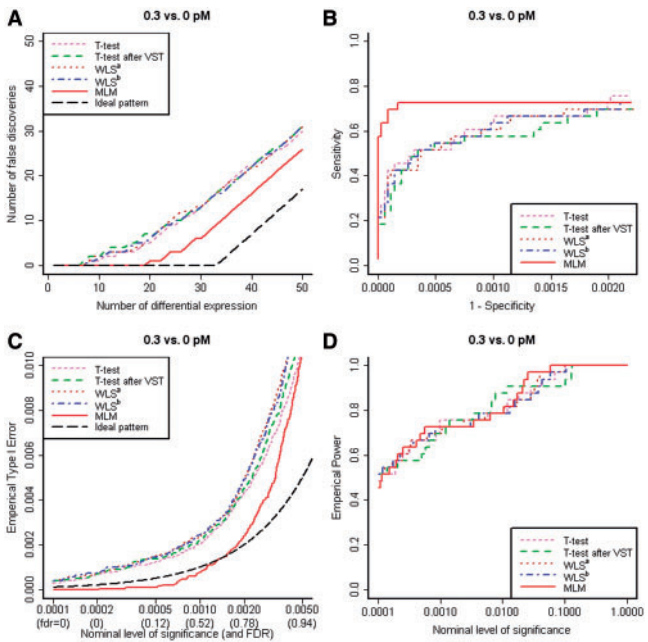 A
0.3 vs. 0 pM
Number of false discoveries
50
40
30
20
10
0
T-test
T-test after VST
WLSª
WLSᵇ
MLM
Ideal pattern
0 10 20 30 40 50
Number of differential expression
B
0.3 vs. 0 pM
Sensitivity
1.0
0.8
0.6
0.4
0.2
0.0
T-test
T-test after VST
WLSª
WLSᵇ
MLM
0.0000 0.0005 0.0010 0.0015 0.0020
1 - Specificity
C
0.3 vs. 0 pM
Emperical Type I Error
0.010
0.008
0.006
0.004
0.002
0.000
T-test
T-test after VST
WLSª
WLSᵇ
MLM
Ideal pattern
0.0001 0.0002 0.0005 0.0010 0.0020 0.0050
(fdr=0) (0) (0.12) (0.52) (0.78) (0.94)
Nominal level of significance (and FDR)
D
0.3 vs. 0 pM
Emperical Power
1.0
0.8
0.6
0.4
0.2
0.0
T-test
T-test after VST
WLSª
WLSᵇ
MLM
0.0001 0.0010 0.0100 0.1000 1.0000
Nominal level of significance